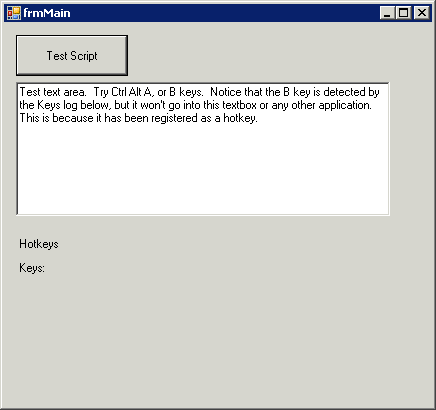 frmMain
Test Script
Test text area.  Try Ctrl Alt A, or B keys.  Notice that the B key is detected by
the Keys log below, but it won't go into this textbox or any other application.
This is because it has been registered as a hotkey.
Hotkeys
Keys: